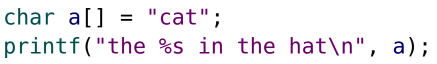 char a[] = "cat";
printf("the %s in the hat\n", a);